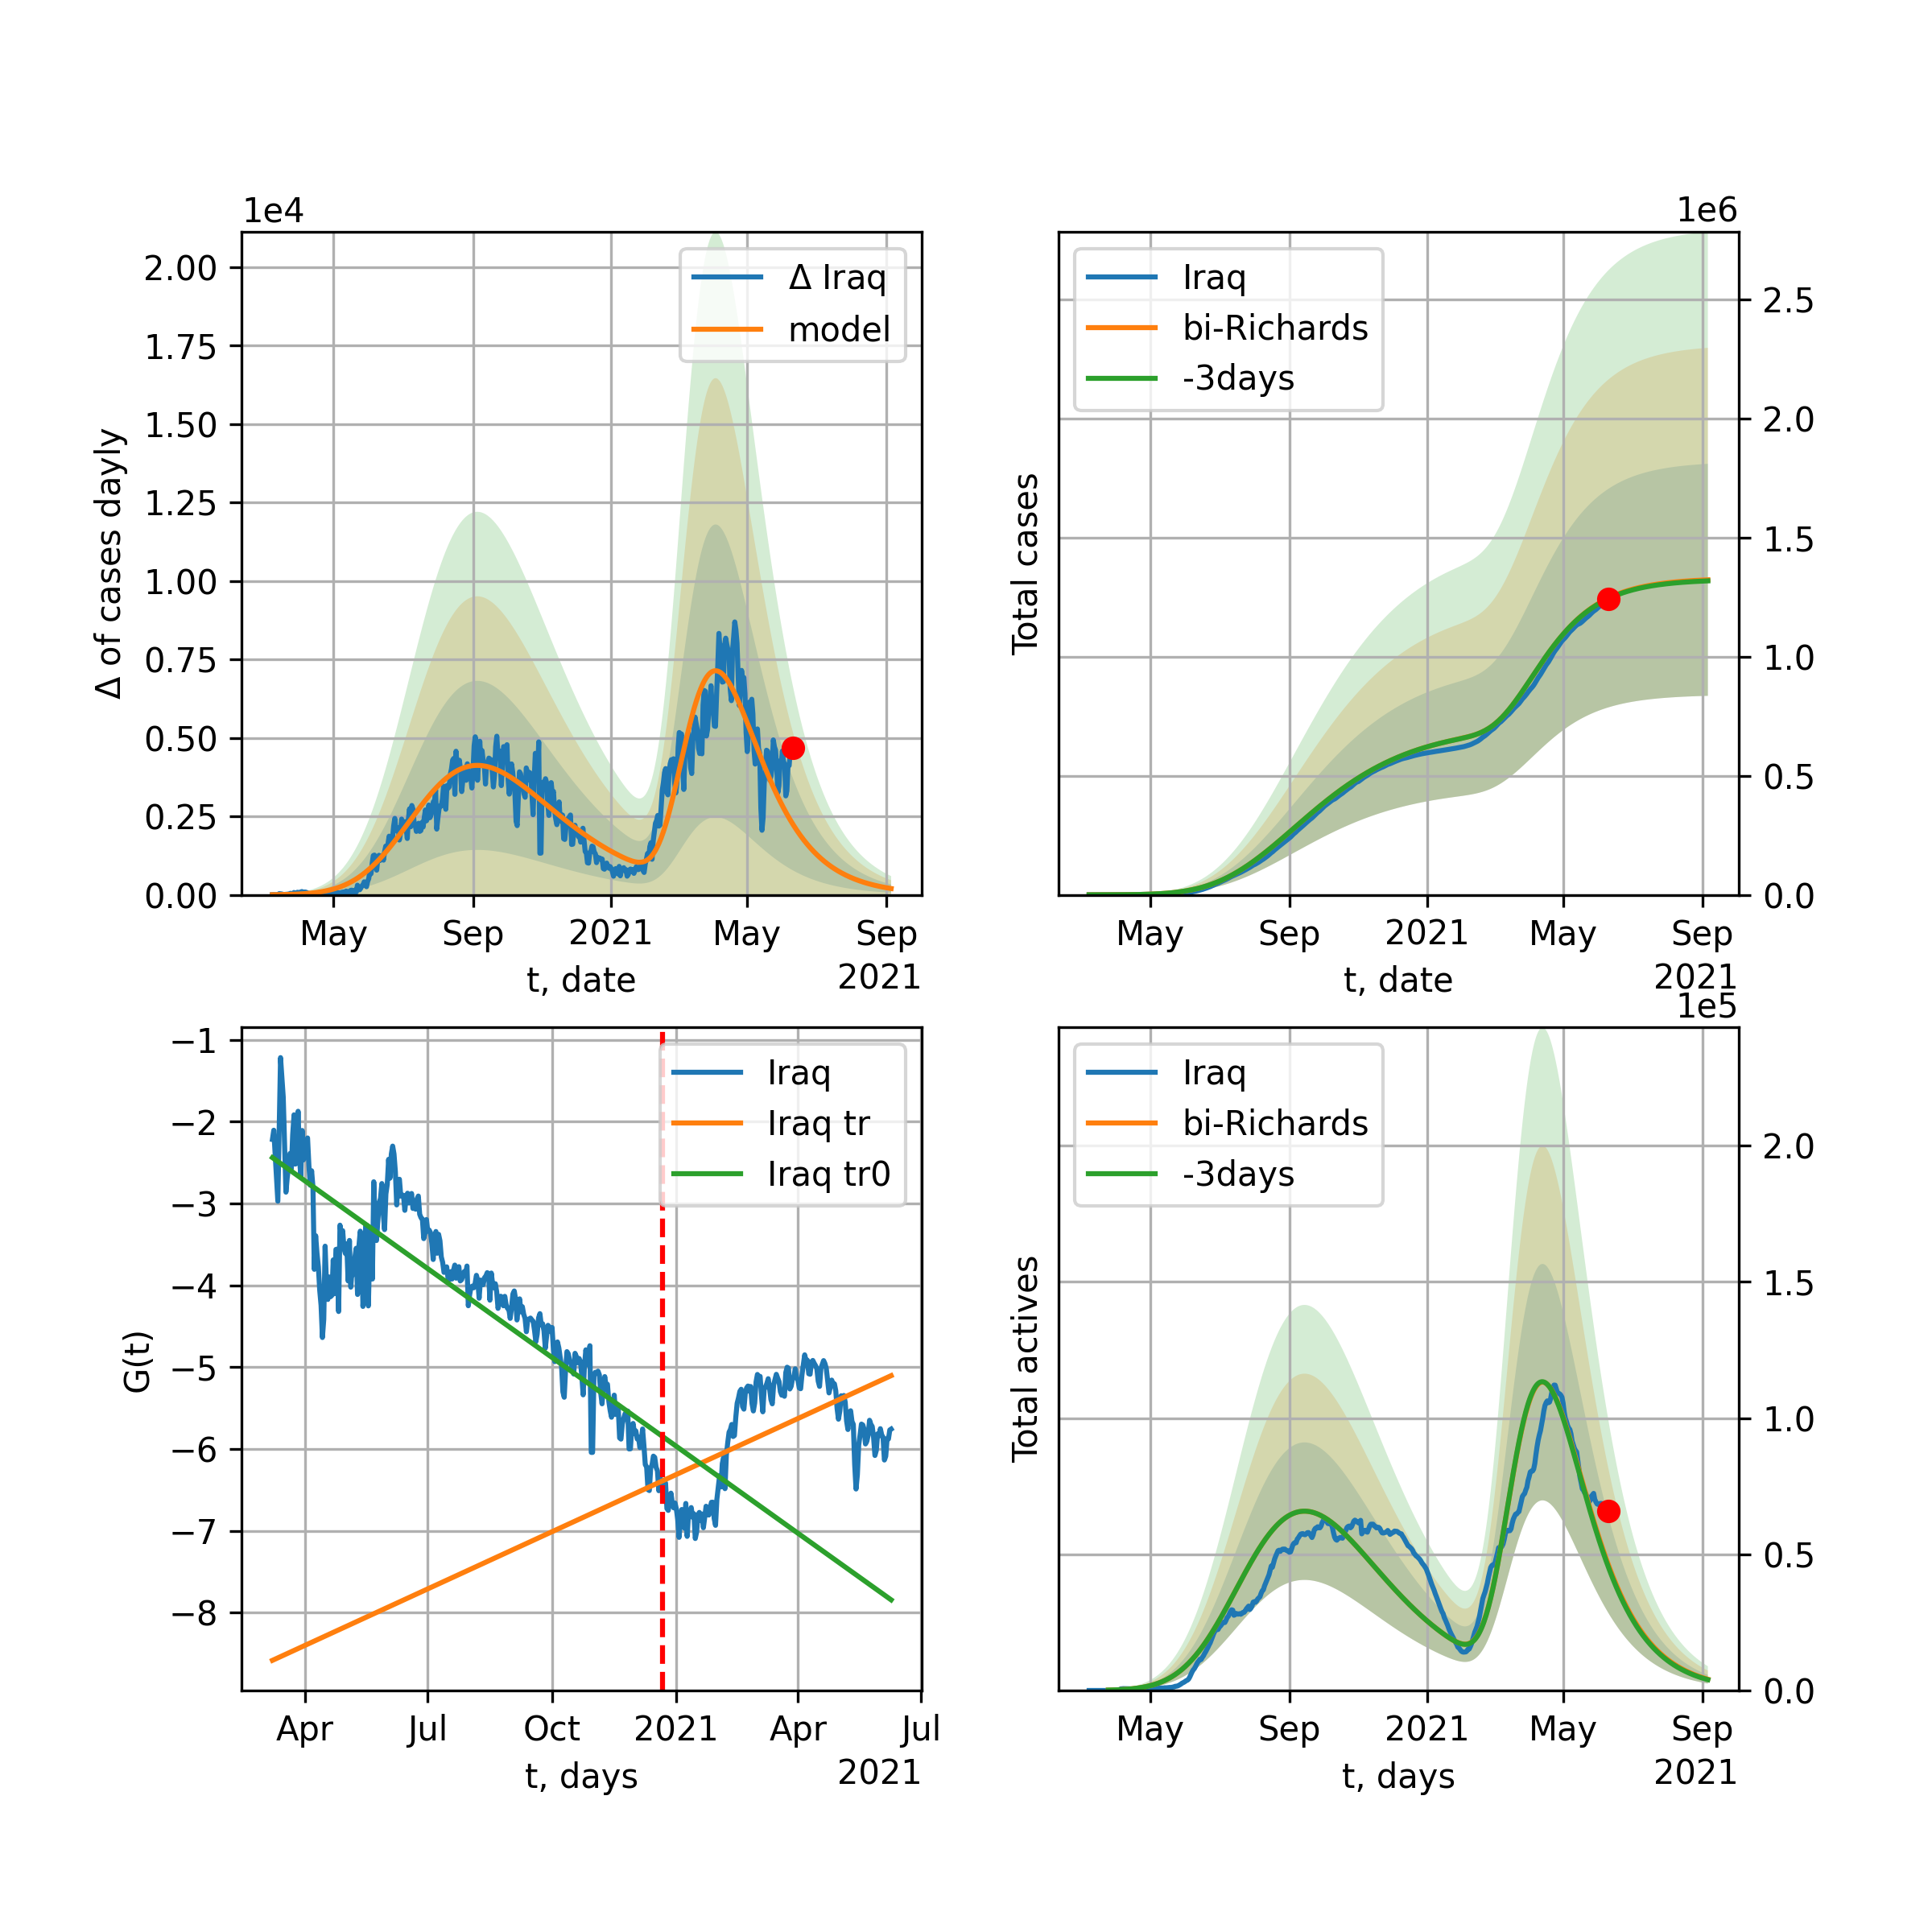 1e4
Δ of cases dayly
2.00
1.75
1.50
1.25
1.00
0.75
0.50
0.25
0.00
Δ Iraq
model
May Sep 2021 May Sep
t, date 2021
1e6
Total cases
Iraq
bi-Richards
-3days
2.5
2.0
1.5
1.0
0.5
0.0
May Sep 2021 May Sep
t, date 2021
G(t)
−1
−2
−3
−4
−5
−6
−7
−8
Iraq
Iraq tr
Iraq tr0
Apr Jul Oct 2021 Apr Jul
t, days 2021
1e5
Total actives
Iraq
bi-Richards
-3days
2.0
1.5
1.0
0.5
0.0
May Sep 2021 May Sep
t, days 2021